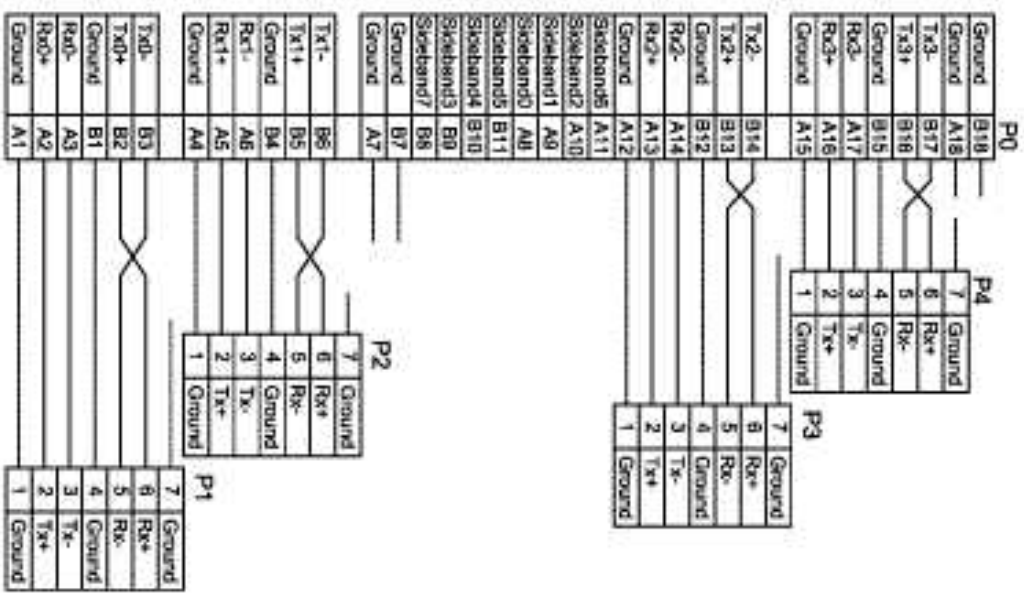 P0
Ground B18
P4
Ground A18 7 Ground
Tx3- B17 6 Rx+
Tx3+ B16 5 Rx-
Ground B15 4 Ground
Rx3- A17 3 Tx-
Rx3+ A16 2 Tx+
Ground A15 1 Ground
P3
7 Ground
Tx2- B14 6 Rx+
Tx2+ B13 5 Rx-
Ground B12 4 Ground
Rx2- A14 3 Tx-
Rx2+ A13 2 Tx+
Ground A12 1 Ground
Sideband6 A11
Sideband2 A10
Sideband1 A9
Sideband0 A8
Sideband5 B11
Sideband4 B10
Sideband3 B9
Sideband7 B8
Ground B7
Ground A7
P2
7 Ground
Tx1- B6 6 Rx+
Tx1+ B5 5 Rx-
Ground B4 4 Ground
Rx1- A6 3 Tx-
Rx1+ A5 2 Tx+
Ground A4 1 Ground
P1
7 Ground
Tx0- B3 6 Rx+
Tx0+ B2 5 Rx-
Ground B1 4 Ground
Rx0- A3 3 Tx-
Rx0+ A2 2 Tx+
Ground A1 1 Ground